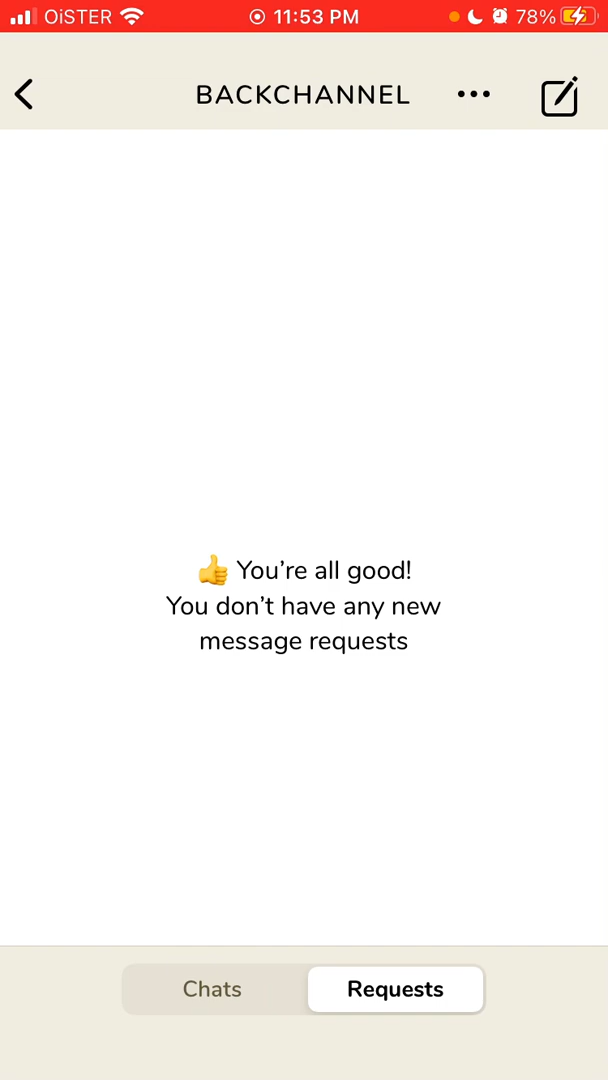 OiSTER 11:53 PM 78%
BACKCHANNEL
👍 You’re all good!
You don’t have any new
message requests
Chats Requests